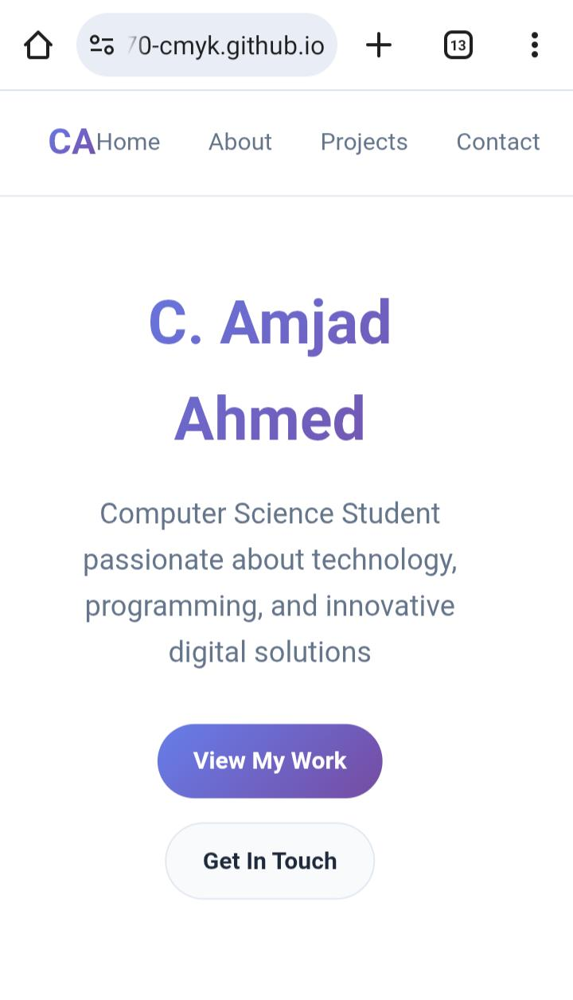 70-cmyk.github.io
13
CA Home About Projects Contact
C. Amjad
Ahmed
Computer Science Student
passionate about technology,
programming, and innovative
digital solutions
View My Work
Get In Touch